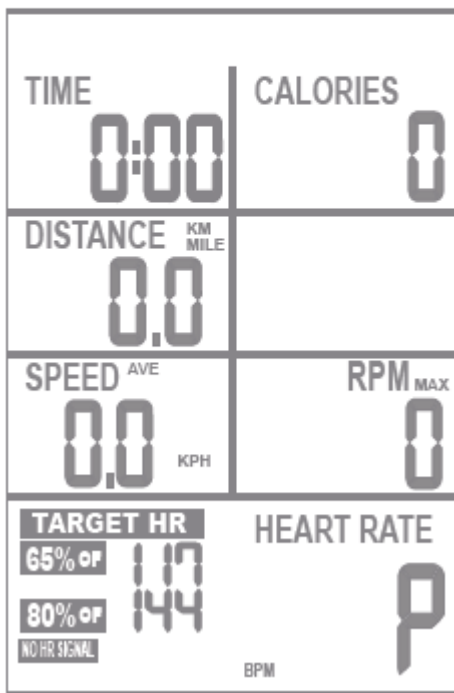 TIME CALORIES
0:00 0
DISTANCE KM
MILE
0.0
SPEED AVE RPM MAX
0.0 KPH 0
TARGET HR HEART RATE
65% OF 117
80% OF 144
NO HR SIGNAL
P
BPM